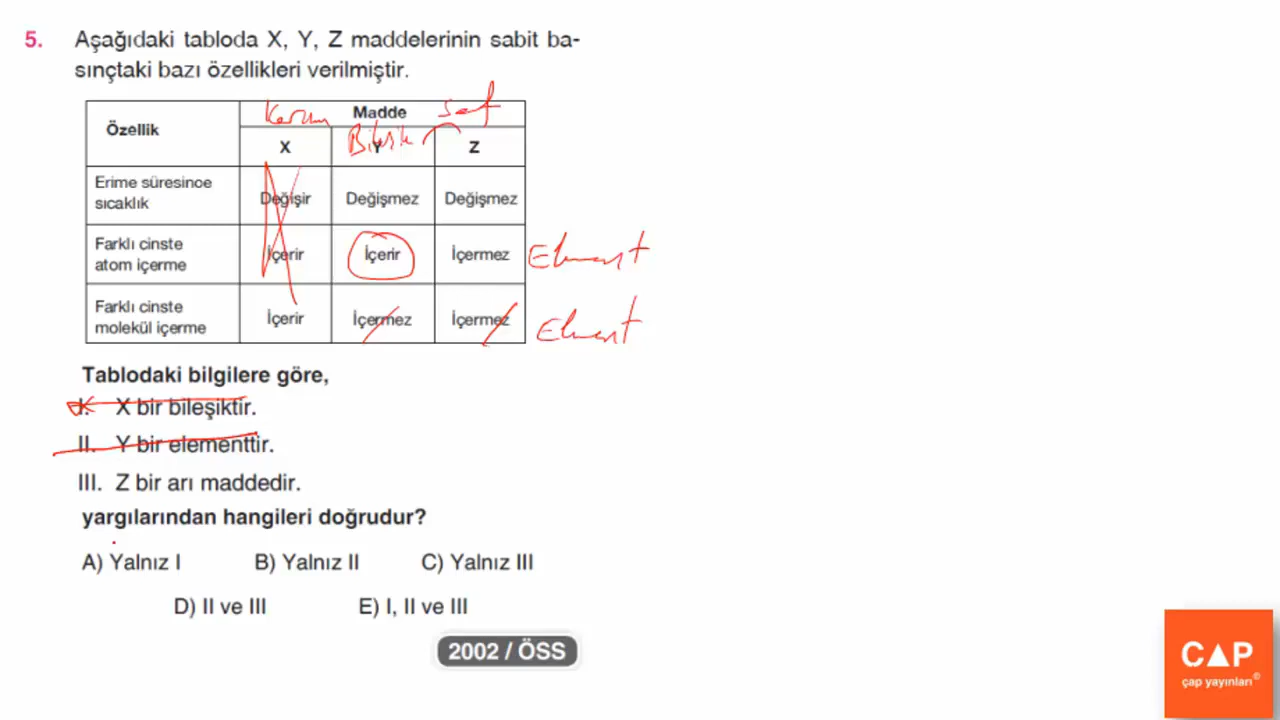 5. Aşağıdaki tabloda X, Y, Z maddelerinin sabit ba-
sınçtaki bazı özellikleri verilmiştir.
Özellik Madde
Saf
Bileşik
X Y Z
Erime süresince sıcaklık Değişir Değişmez Değişmez
Farklı cinste atom içerme İçerir İçerir İçermez Element
Farklı cinste molekül içerme İçerir İçermez İçermez Element
Tablodaki bilgilere göre,
I. X bir bileşiktir.
II. Y bir elementtir.
III. Z bir arı maddedir.
yargılarından hangileri doğrudur?
A) Yalnız I B) Yalnız II C) Yalnız III
D) II ve III E) I, II ve III
2002 / ÖSS
ÇAP
çap yayınları®